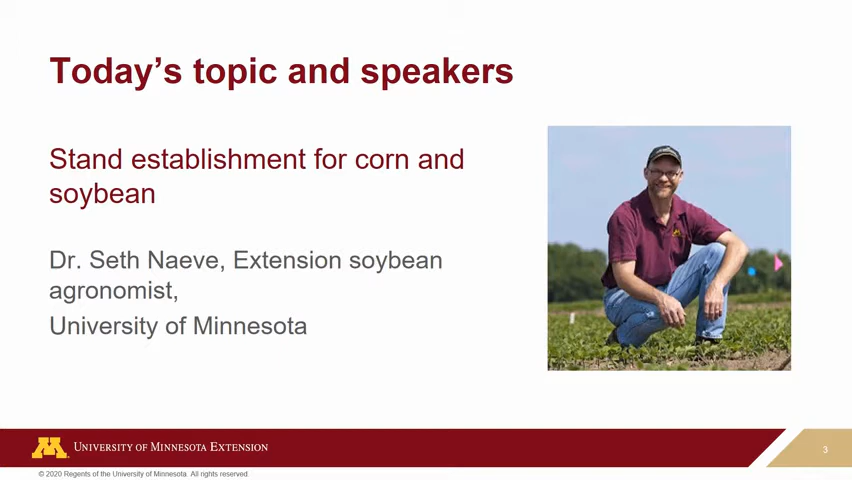 Today’s topic and speakers
Stand establishment for corn and
soybean
Dr. Seth Naeve, Extension soybean
agronomist,
University of Minnesota
M
University of Minnesota Extension
3
© 2020 Regents of the University of Minnesota. All rights reserved.